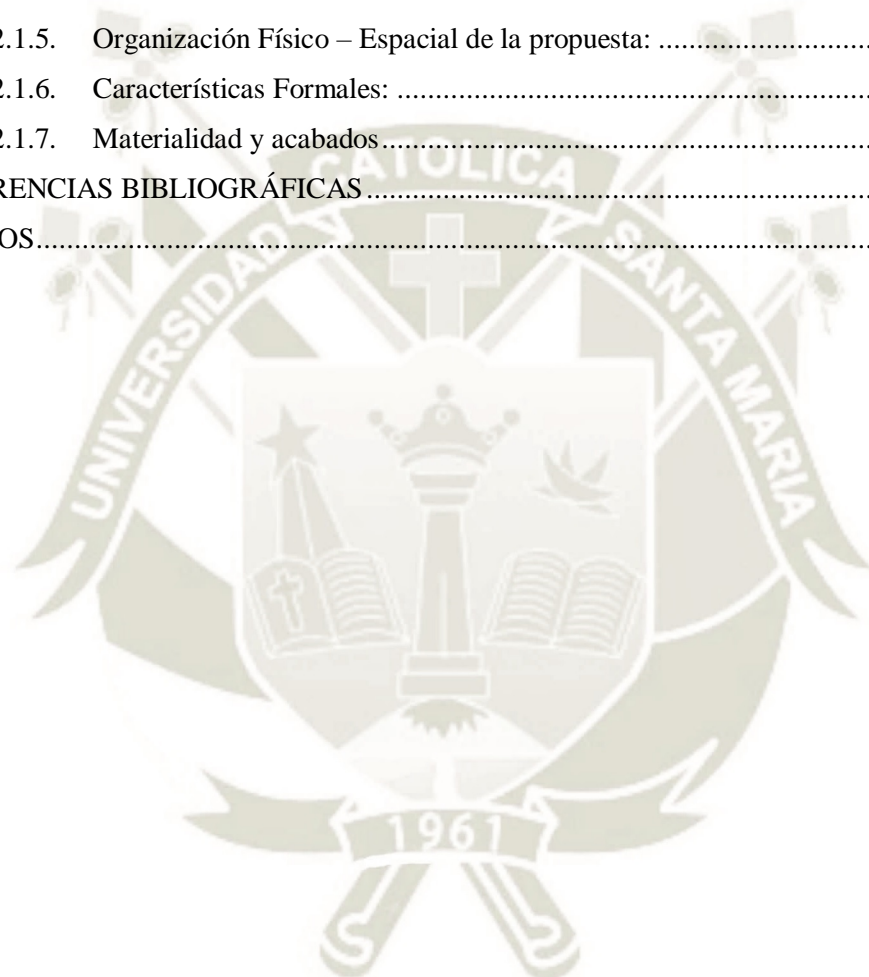 2.1.5. Organización Físico – Espacial de la propuesta: ..............................
2.1.6. Características Formales: ..............................................................
2.1.7. Materialidad y acabados................................................................
RENCIAS BIBLIOGRÁFICAS ..................................................................
OS..............................................................................................................
UNIVERSIDAD CATOLICA SANTA MARIA
1961